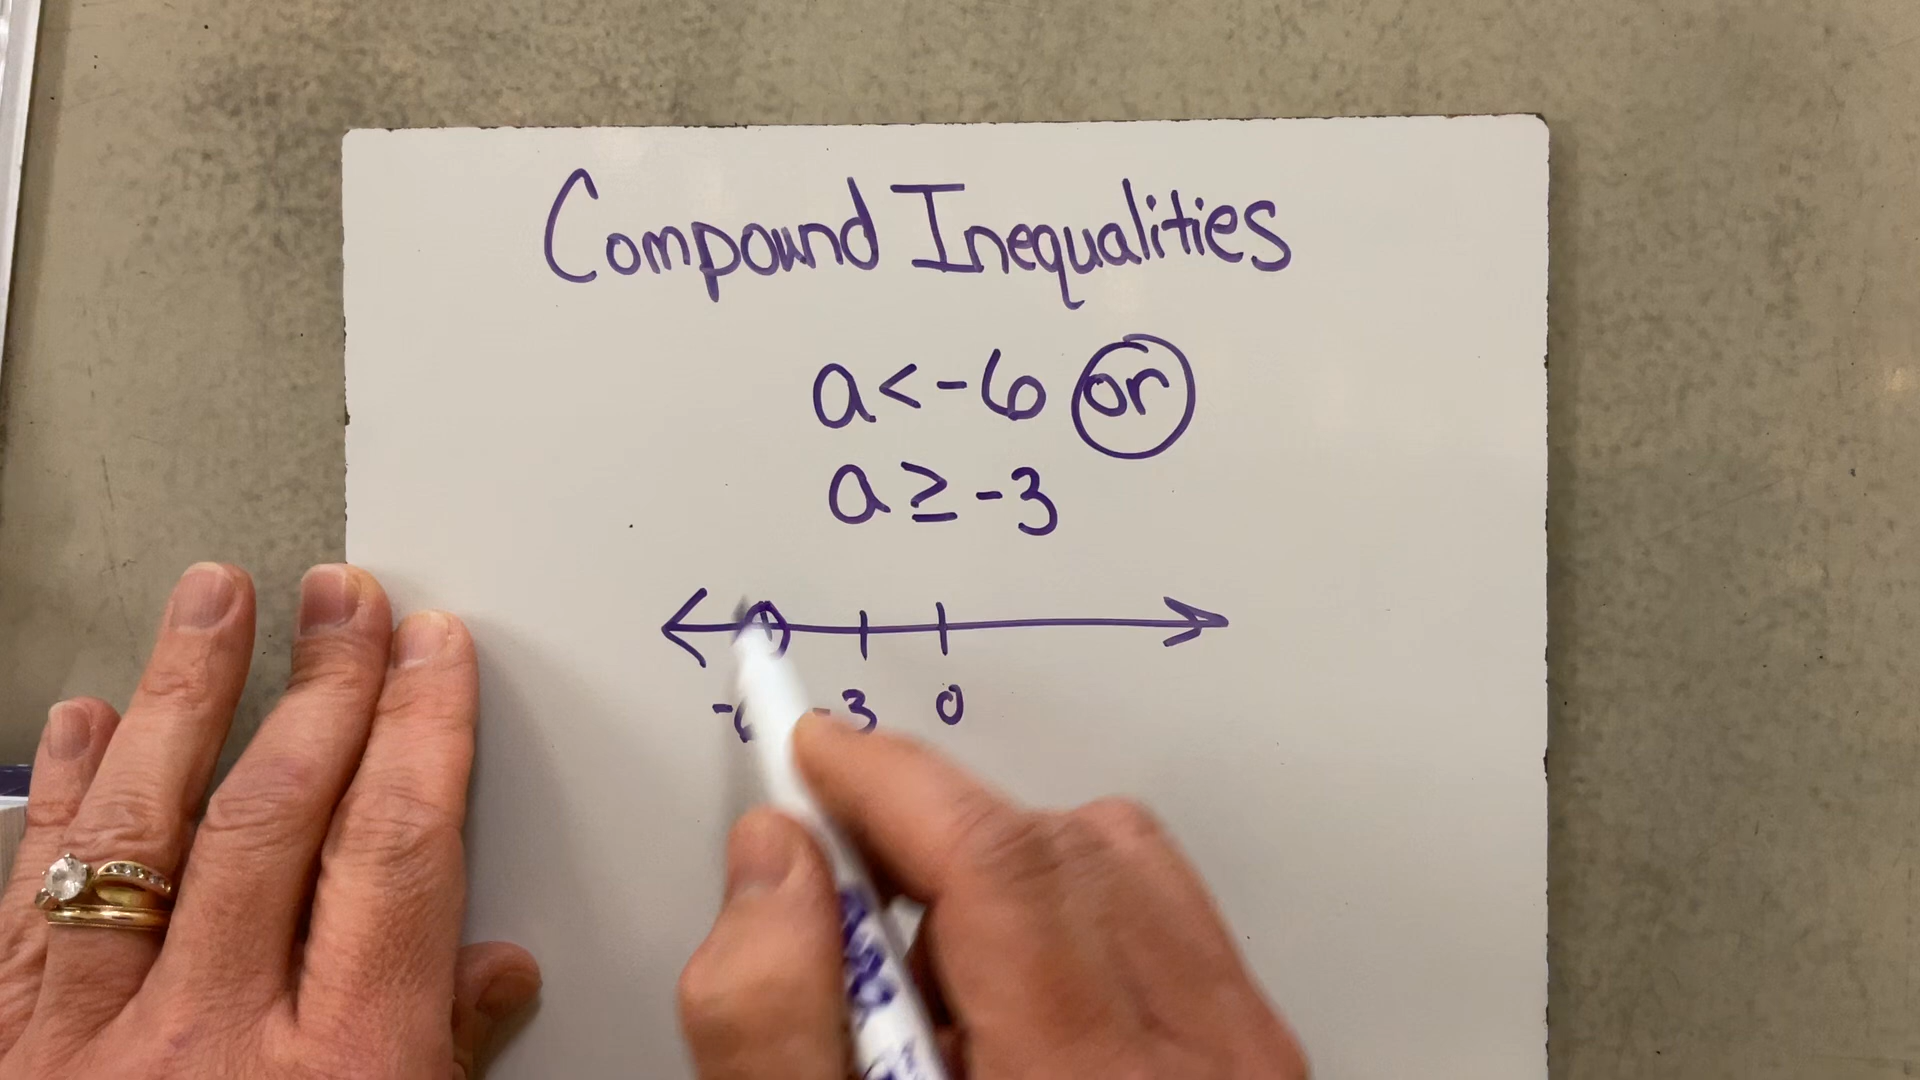 Compound Inequalities
a < -6 or
a ≥ -3
-3 0